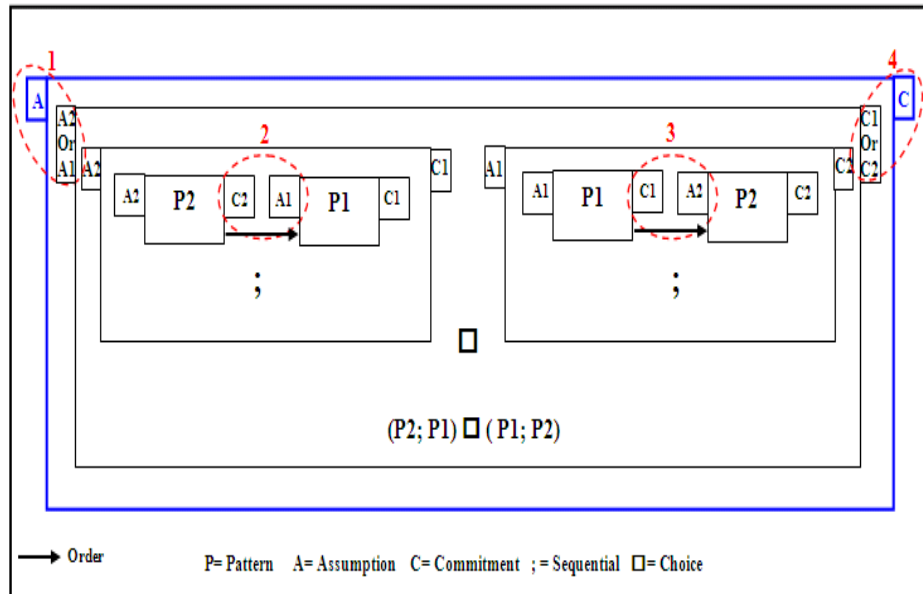 1
4
A
C
A2
Or
A1
C1
Or
C2
2
3
A2
C1
A1
C2
A2
P2
C2
A1
P1
C1
A1
P1
C1
A2
P2
C2
;
;
□
(P2; P1) □ ( P1; P2)
Order
P= Pattern A= Assumption C= Commitment ; = Sequential □= Choice